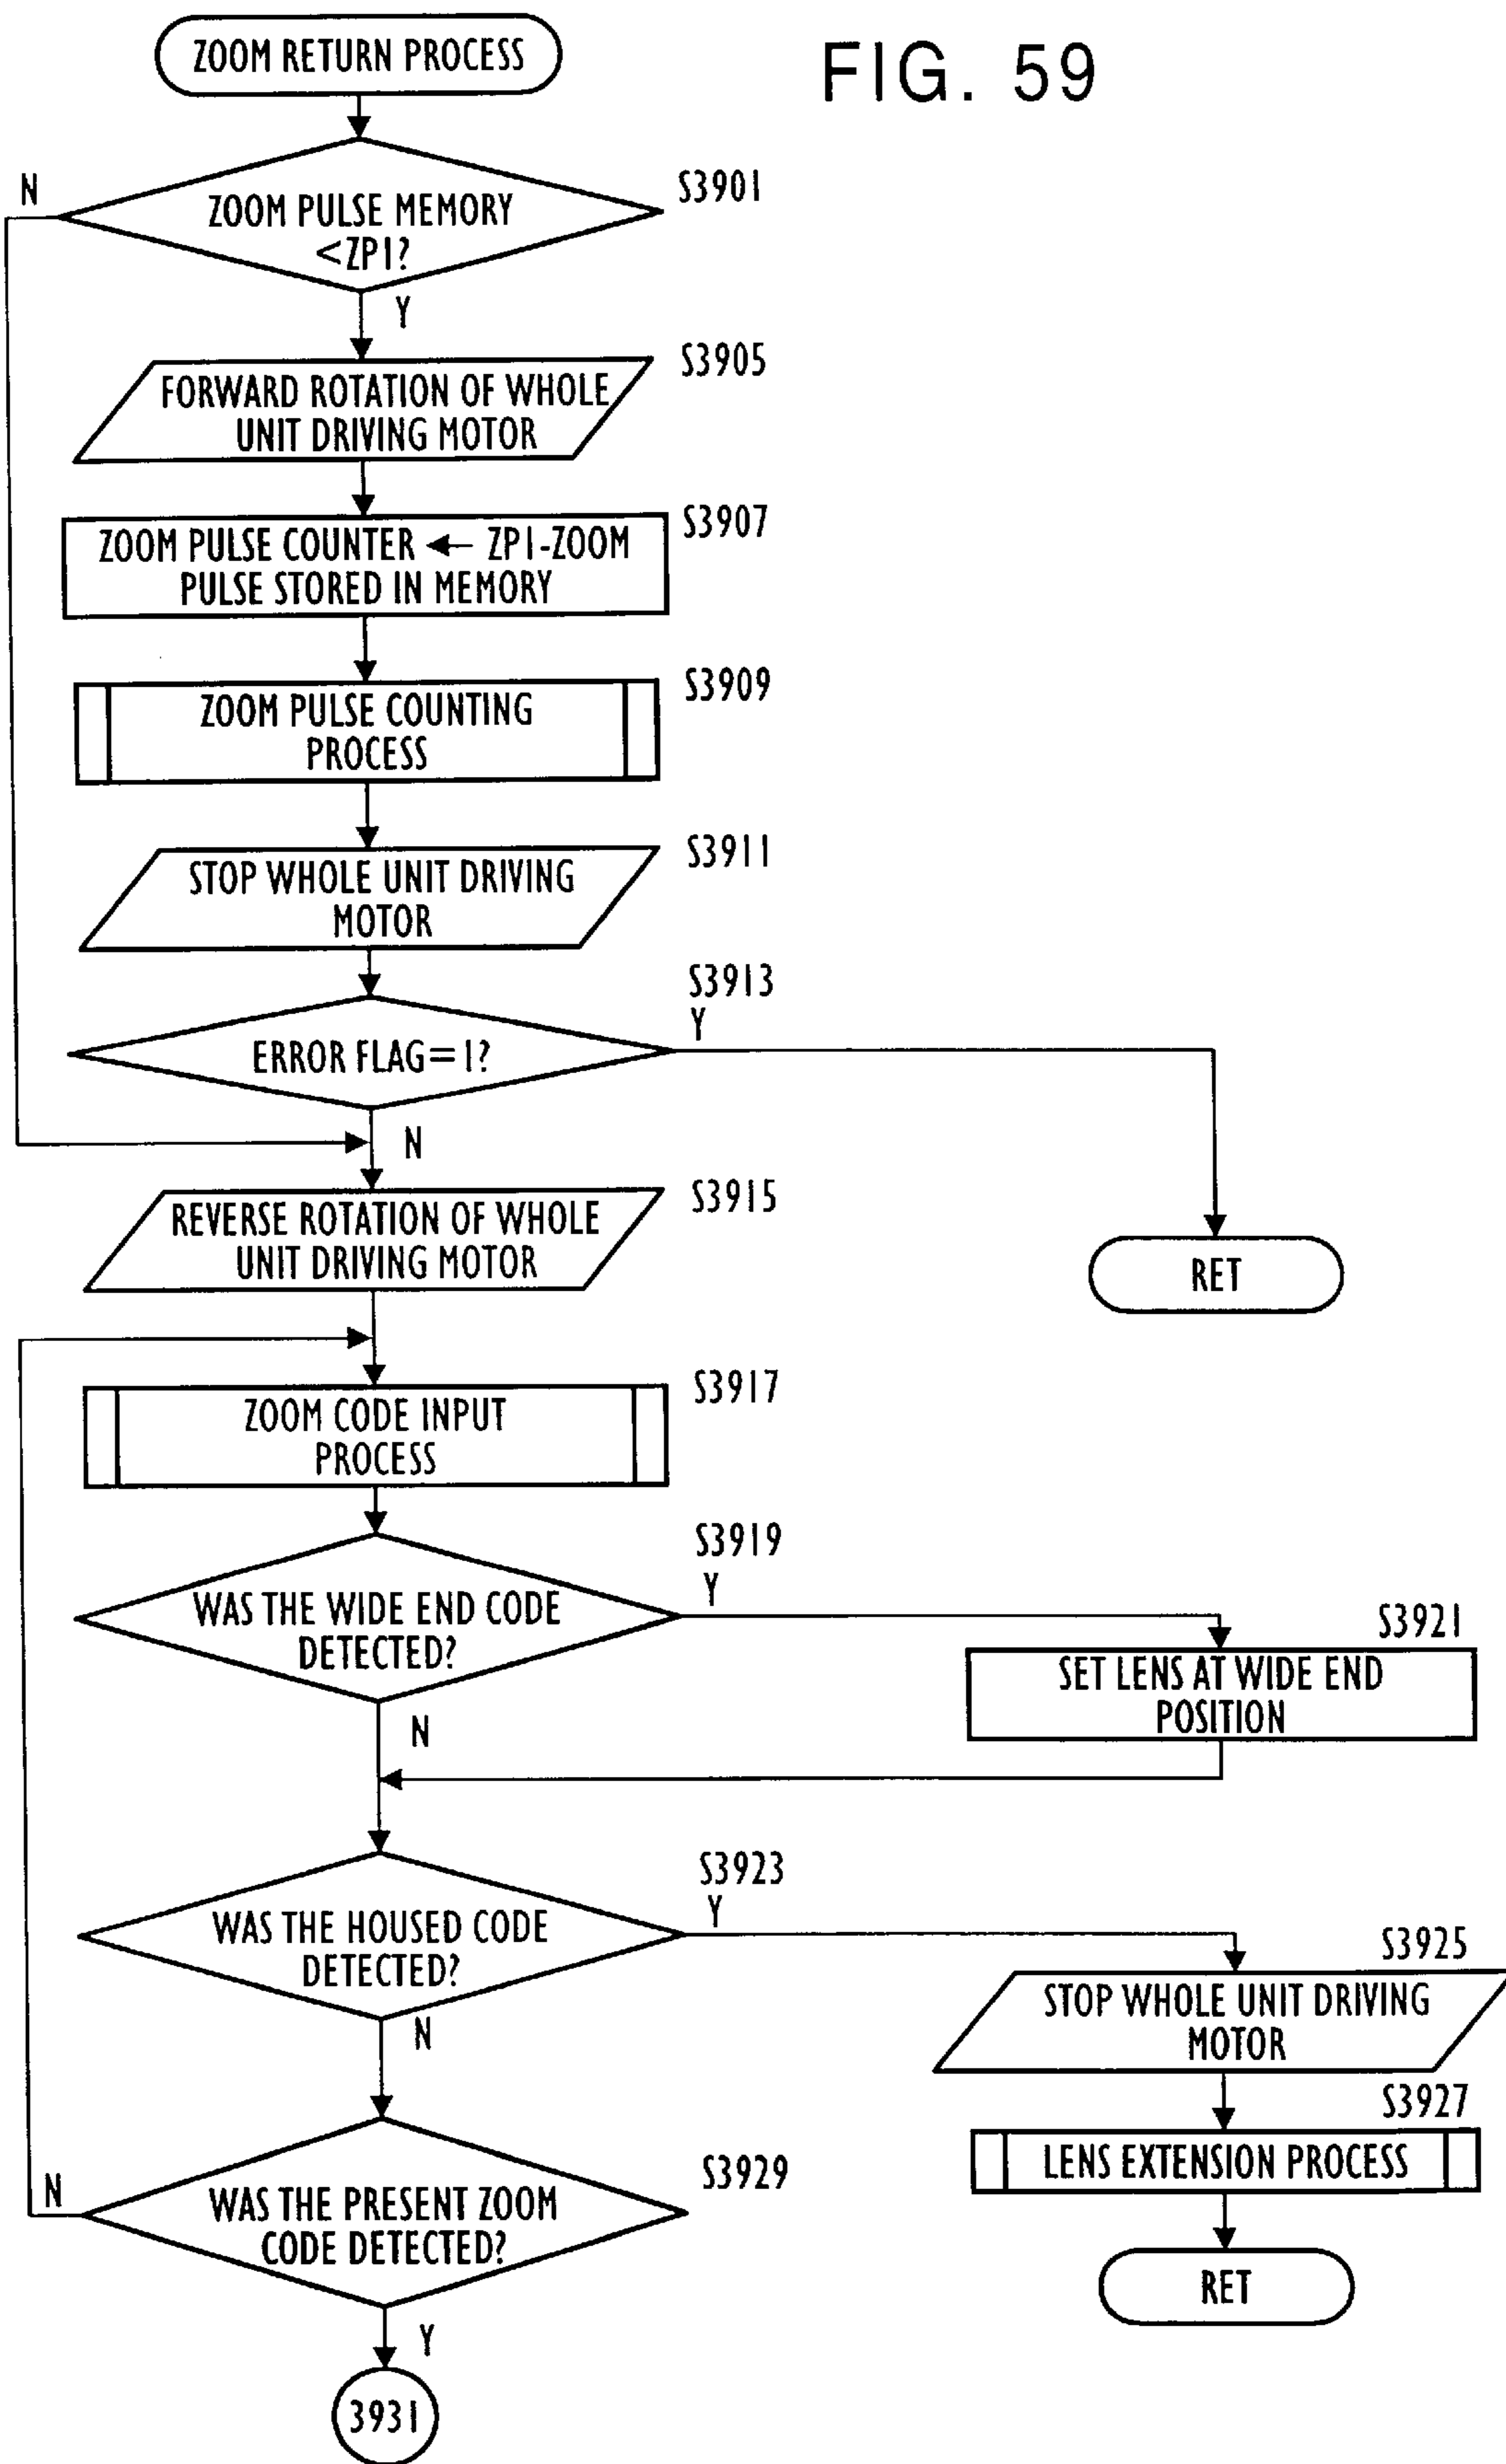 ZOOM RETURN PROCESS
FIG. 59
N
S3901
ZOOM PULSE MEMORY
<ZP1?
Y
S3905
FORWARD ROTATION OF WHOLE
UNIT DRIVING MOTOR
S3907
ZOOM PULSE COUNTER ← ZP1-ZOOM
PULSE STORED IN MEMORY
S3909
ZOOM PULSE COUNTING
PROCESS
S3911
STOP WHOLE UNIT DRIVING
MOTOR
S3913
Y
ERROR FLAG=1?
N
S3915
REVERSE ROTATION OF WHOLE
UNIT DRIVING MOTOR
RET
S3917
ZOOM CODE INPUT
PROCESS
S3919
Y
WAS THE WIDE END CODE
DETECTED?
S3921
SET LENS AT WIDE END
POSITION
N
S3923
Y
WAS THE HOUSED CODE
DETECTED?
S3925
STOP WHOLE UNIT DRIVING
MOTOR
N
S3927
LENS EXTENSION PROCESS
S3929
N
WAS THE PRESENT ZOOM
CODE DETECTED?
RET
Y
3931